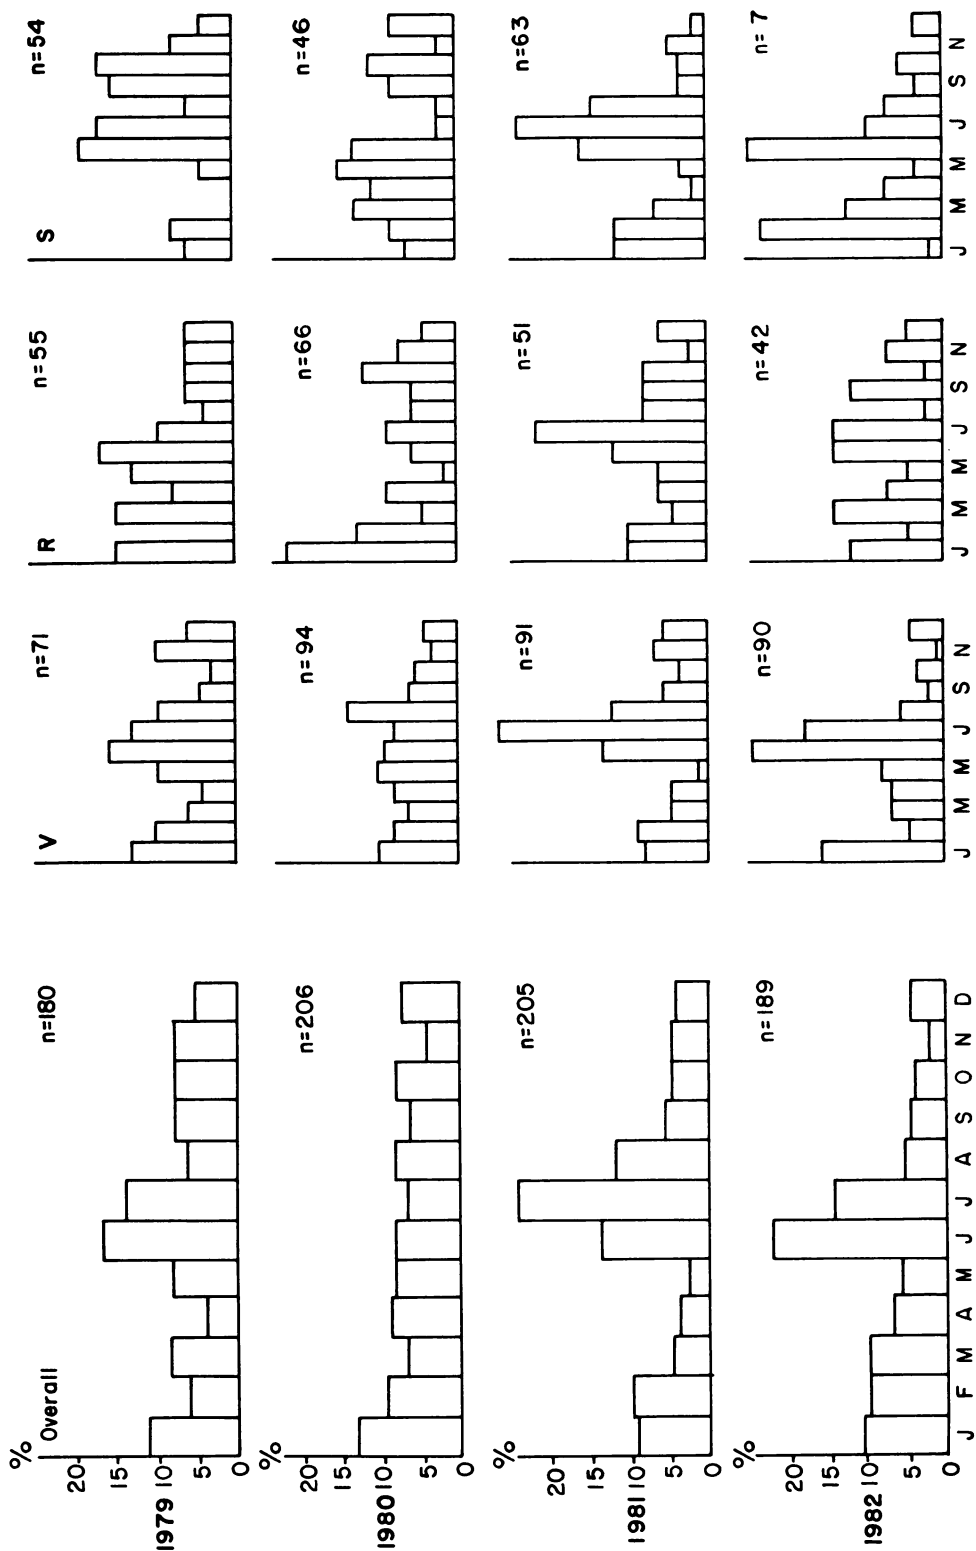 %
Overall
n=180
V
n=71
R
n=55
S
n=54
20
15
10
5
0
1979
%
n=206
n=94
n=66
n=46
20
15
10
5
0
1980
n=205
n=91
n=51
n=63
20
15
10
5
0
1981
%
n=189
n=90
n=42
n=7
20
15
10
5
0
1982
J F M A M J J A S O N D
J M M J S N
J M M J S N
J M M J S N